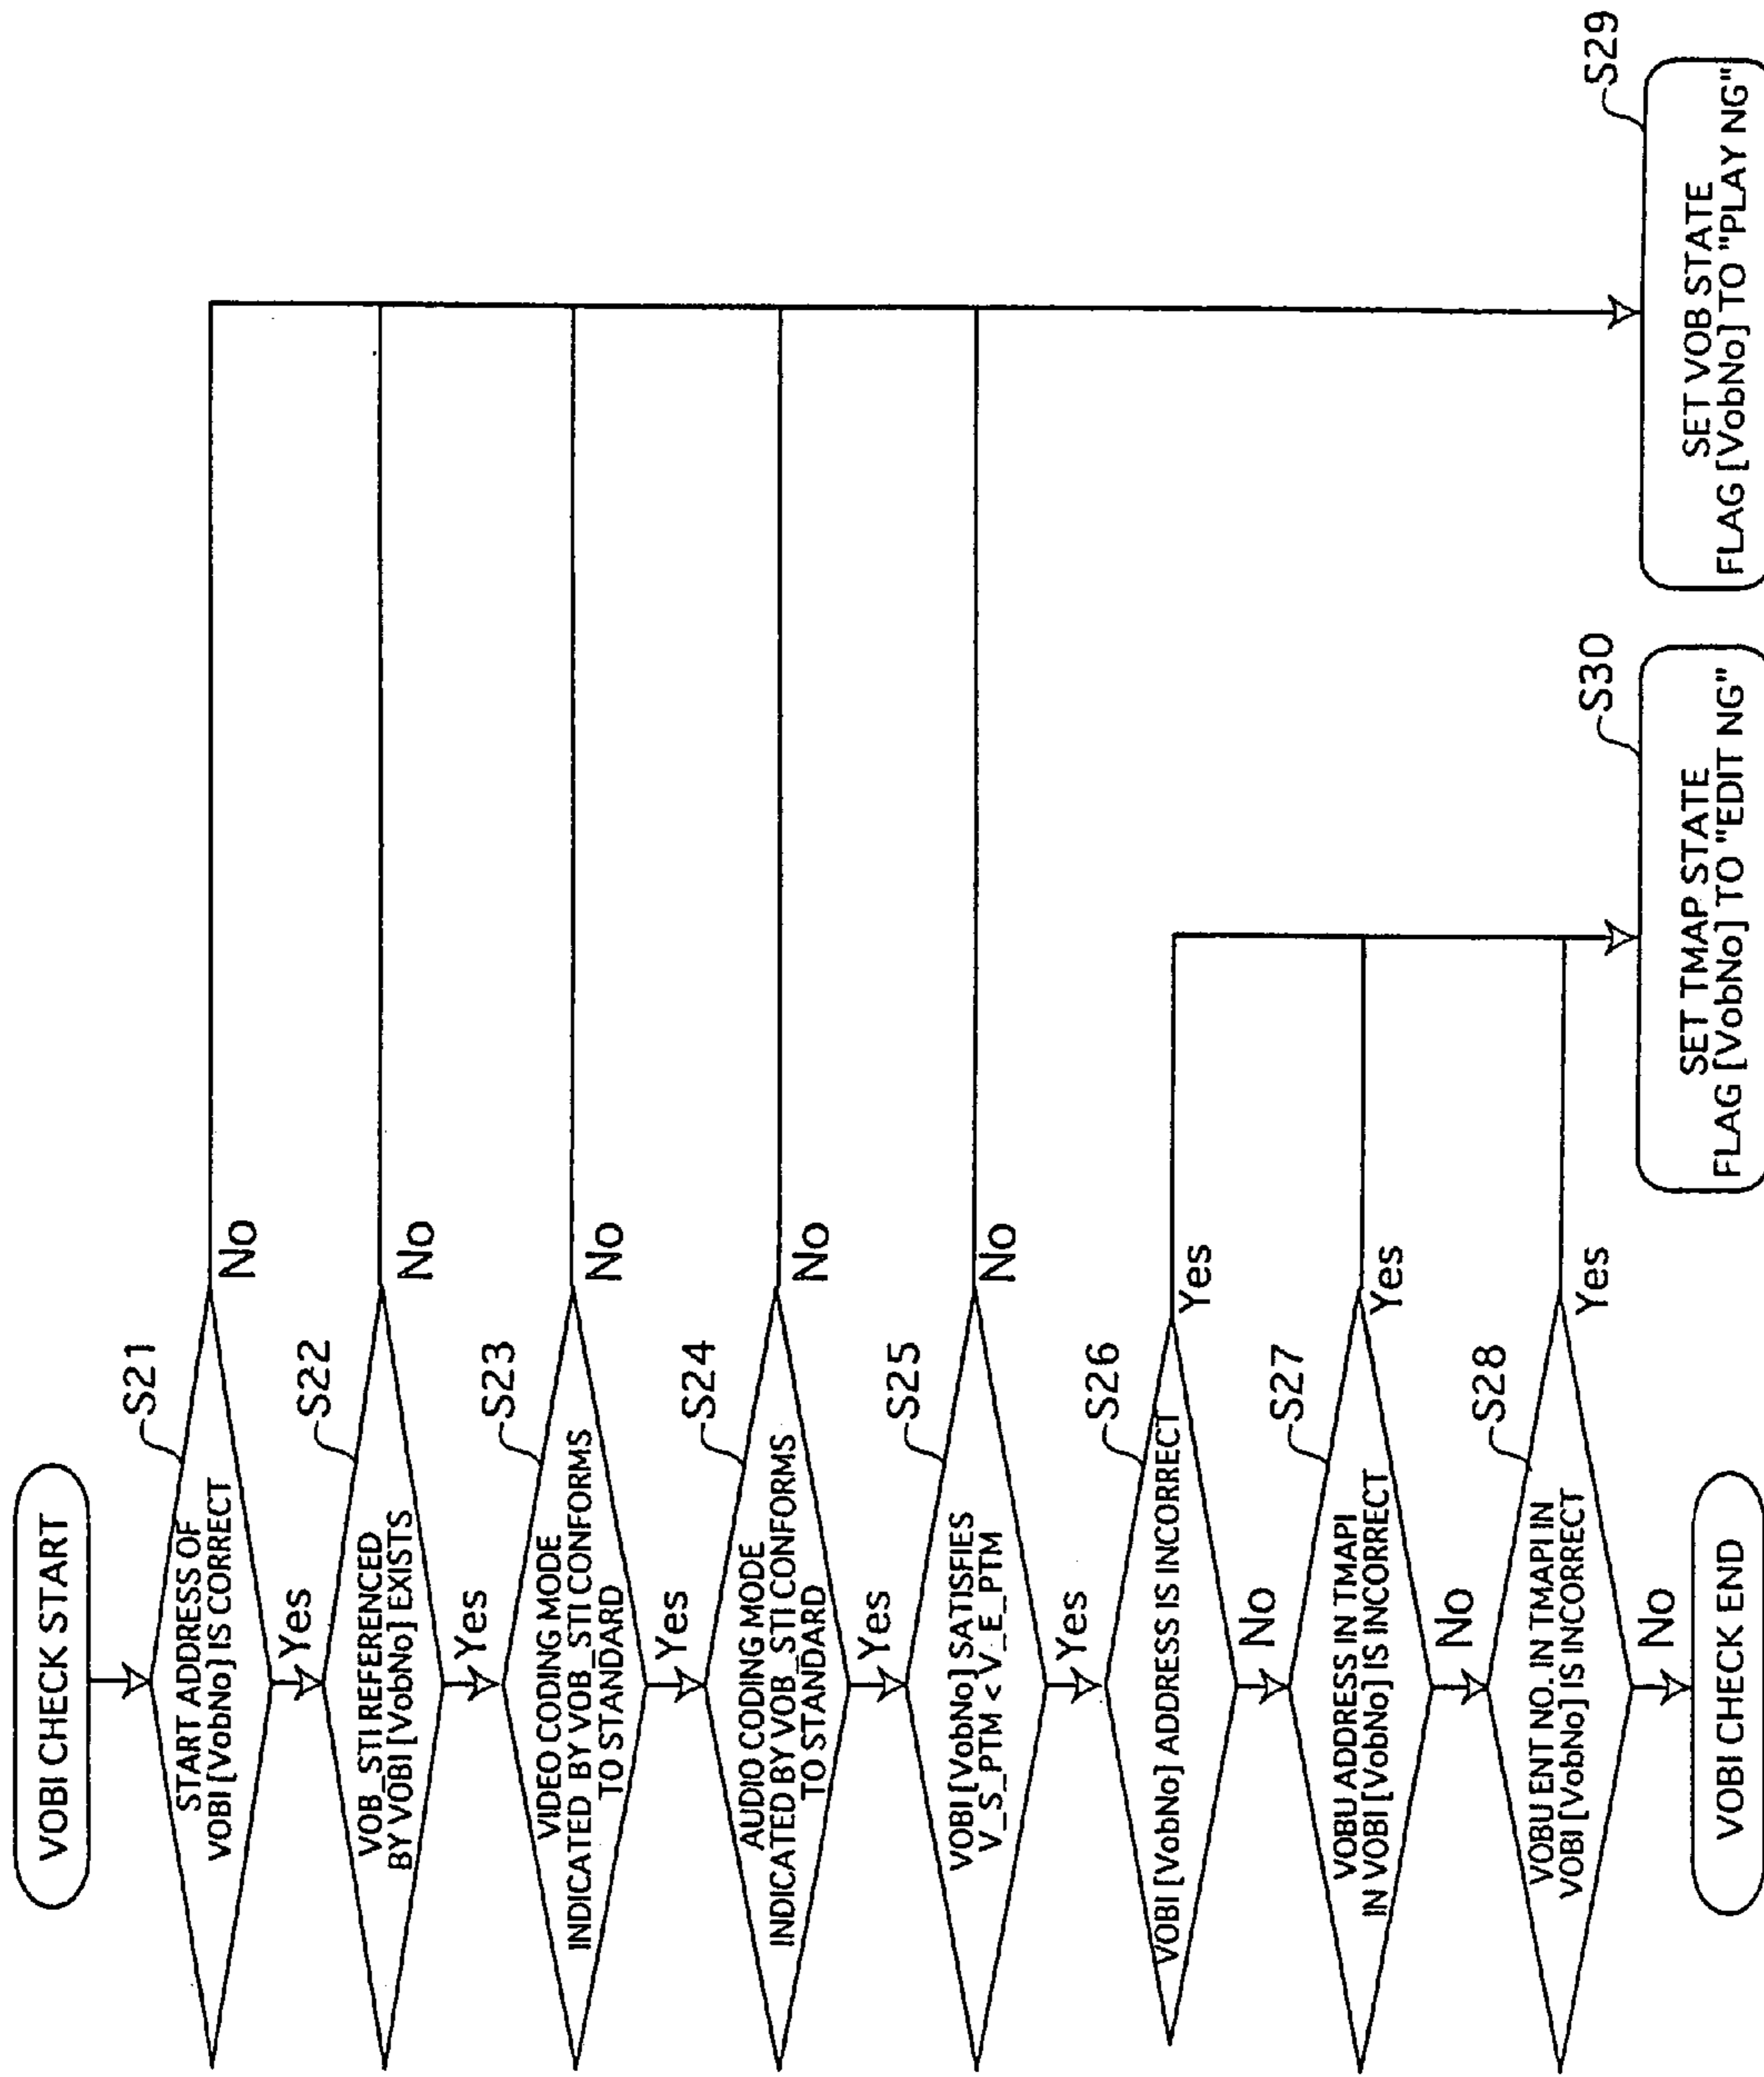 VOBI CHECK START
S21
START ADDRESS OF
VOBI [VobNo] IS CORRECT
No
Yes
S22
VOB_STI REFERENCED
BY VOBI [VobNo] EXISTS
No
Yes
S23
VIDEO CODING MODE
INDICATED BY VOB_STI CONFORMS
TO STANDARD
No
Yes
S24
AUDIO CODING MODE
INDICATED BY VOB_STI CONFORMS
TO STANDARD
No
Yes
S25
VOBI [VobNo] SATISFIES
V_S_PTM < V_E_PTM
No
Yes
S26
VOBI [VobNo] ADDRESS IS INCORRECT
Yes
No
S27
VOBU ADDRESS IN TMAPI
IN VOBI [VobNo] IS INCORRECT
Yes
No
S28
VOBU ENT NO. IN TMAPI IN
VOBI [VobNo] IS INCORRECT
Yes
No
VOBI CHECK END
S30
SET TMAP STATE
FLAG [VobNo] TO "EDIT NG"
S29
SET VOB STATE
FLAG [VobNo] TO "PLAY NG"